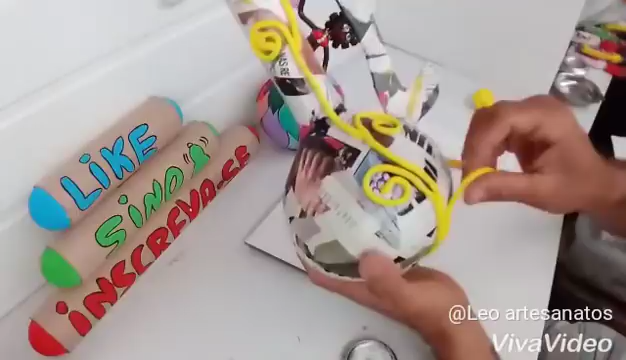 LIKE
SINO
INSCREVA-SE
@Leo artesanatos
VivaVideo